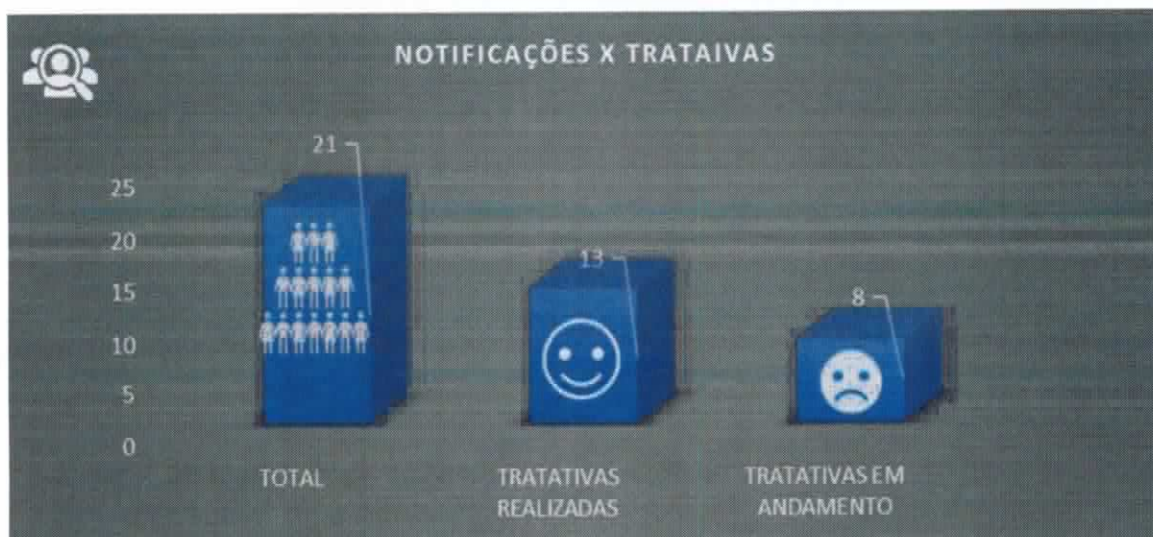 NOTIFICAÇÕES X TRATAIVAS
21
13
8
25
20
15
10
5
0
TOTAL
TRATATIVAS
REALIZADAS
TRATATIVAS EM
ANDAMENTO